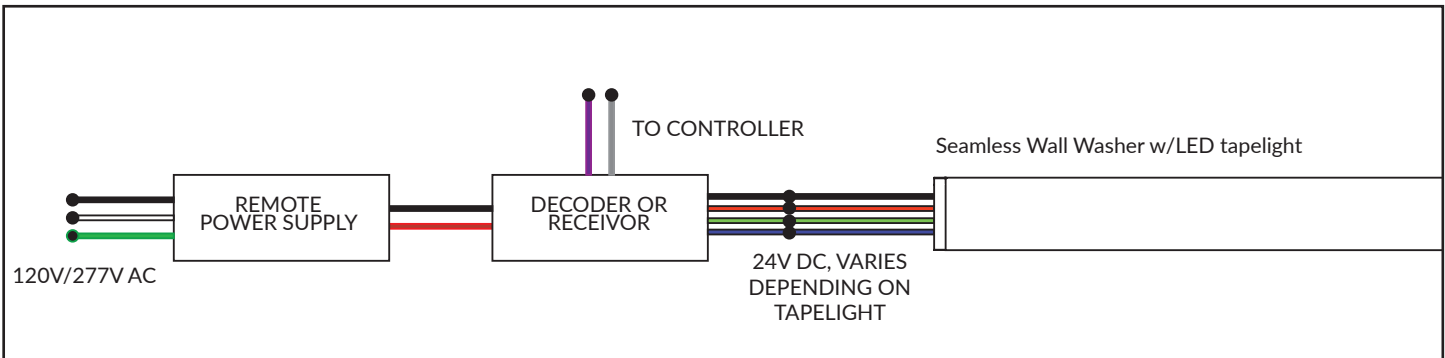 TO CONTROLLER
Seamless Wall Washer w/LED tapelight
REMOTE
POWER SUPPLY
DECODER OR
RECEIVOR
120V/277V AC
24V DC, VARIES
DEPENDING ON
TAPELIGHT